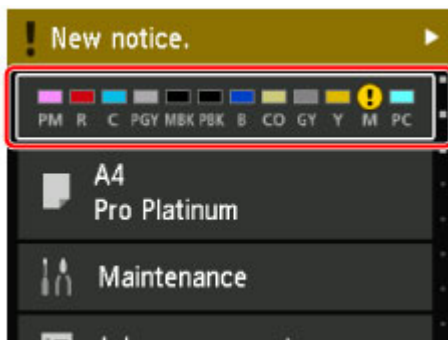 New notice.
PM R C PGY MBK PBK B CO GY Y M PC
A4
Pro Platinum
Maintenance